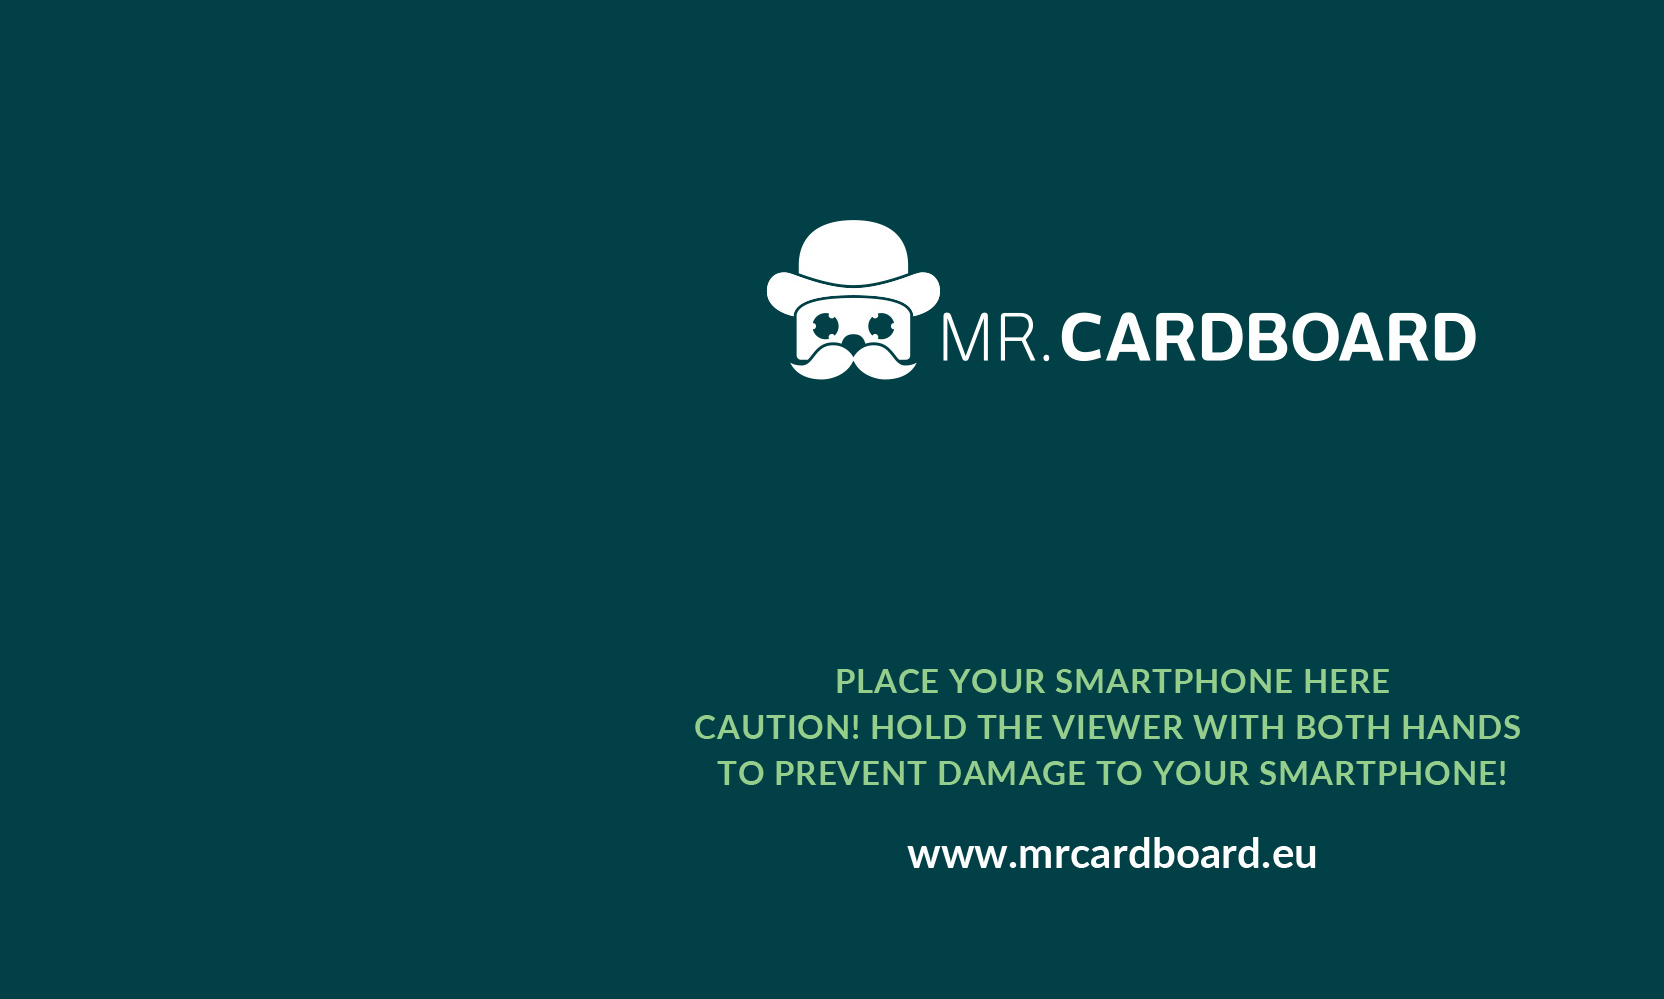 MR. CARDBOARD
PLACE YOUR SMARTPHONE HERE
CAUTION! HOLD THE VIEWER WITH BOTH HANDS
TO PREVENT DAMAGE TO YOUR SMARTPHONE!
www.mrcardboard.eu